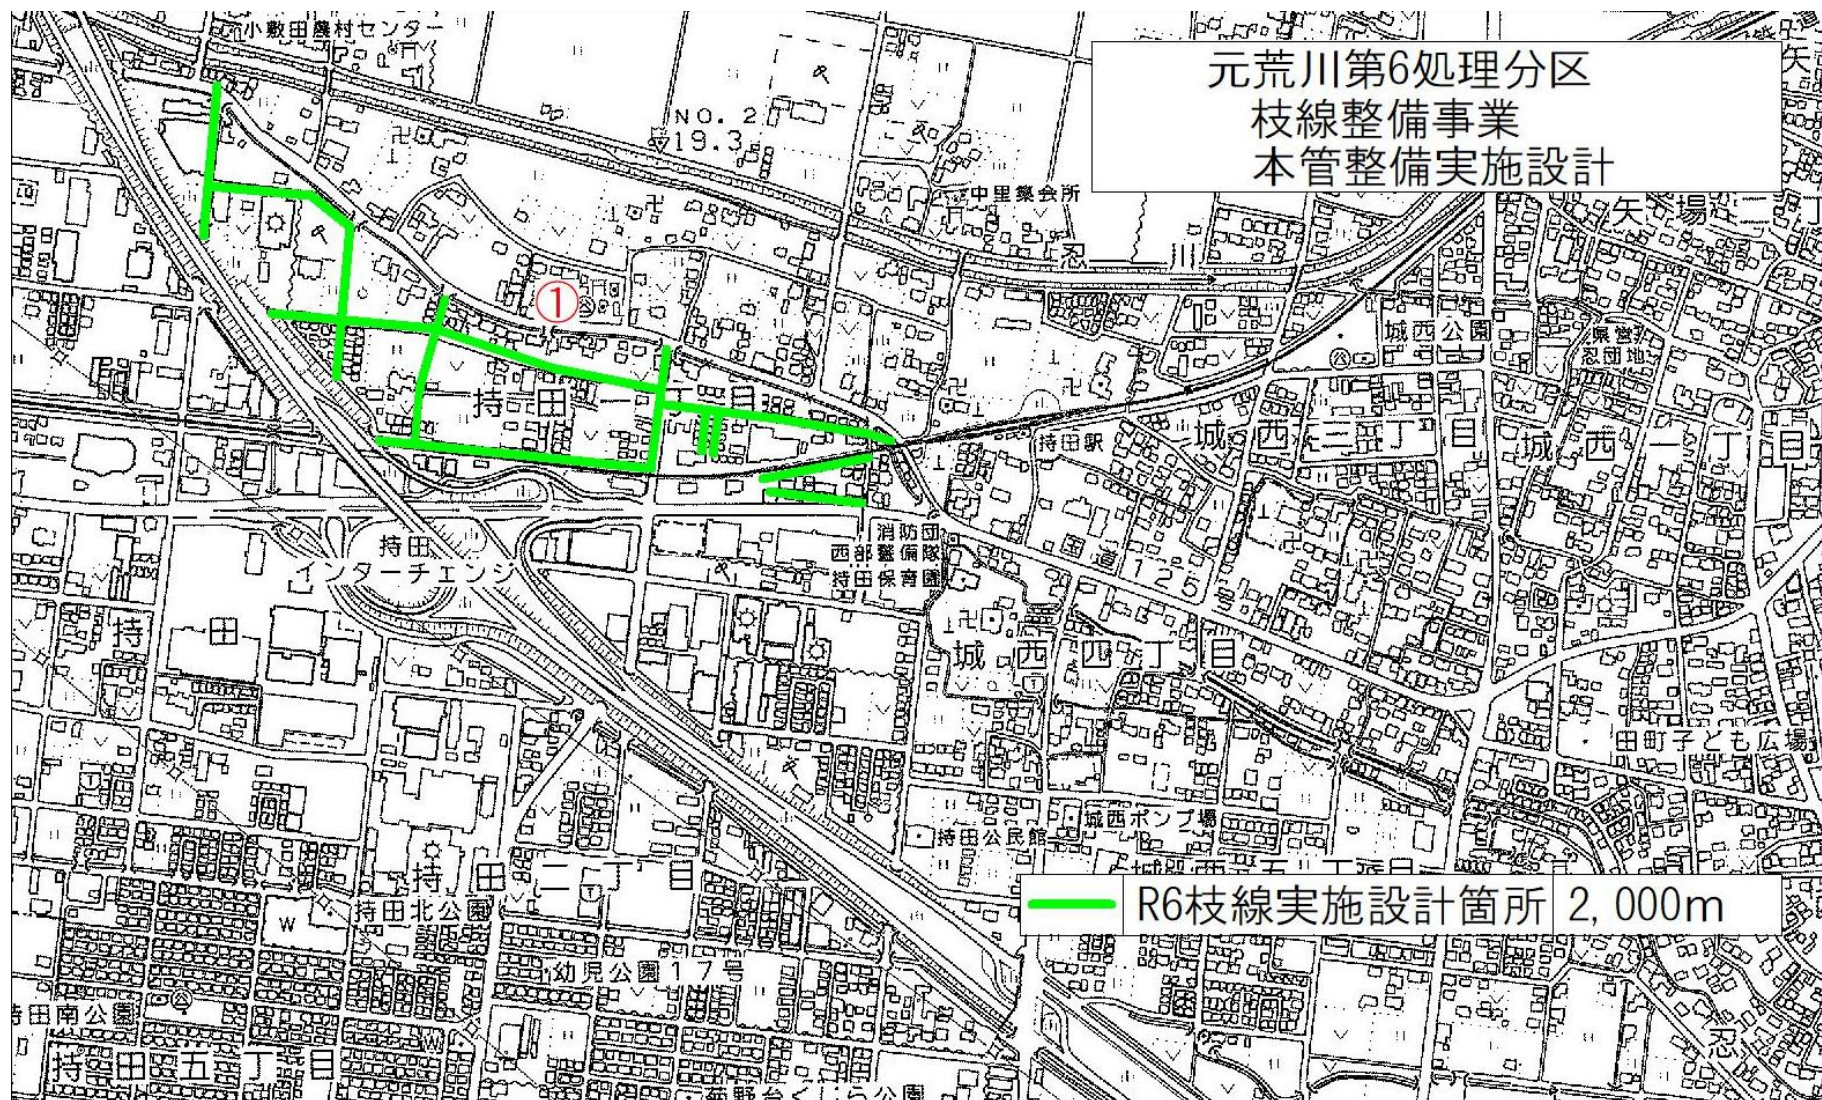 小敷田農村センター
元荒川第6処理分区
枝線整備事業
本管整備実施設計
NO. 2
19.3
中里集会所
忍 川
①
城西公園
県営
忍団地
持 田 一 目
持田駅
城 西 三 丁 目
城 西 一 丁 目
消防団
西部警備隊
持田保育園
国道125号
持田
インターチェンジ
持 田
城 西 四 丁 目
田町子ども広場
城西ポンプ場
持田公民館
持 田 二 丁 目
城 西 五 丁 目
持田北公園
R6枝線実施設計箇所 2,000m
W
幼児公園17号
持田南公園
W
忍
持 田 五 丁 目